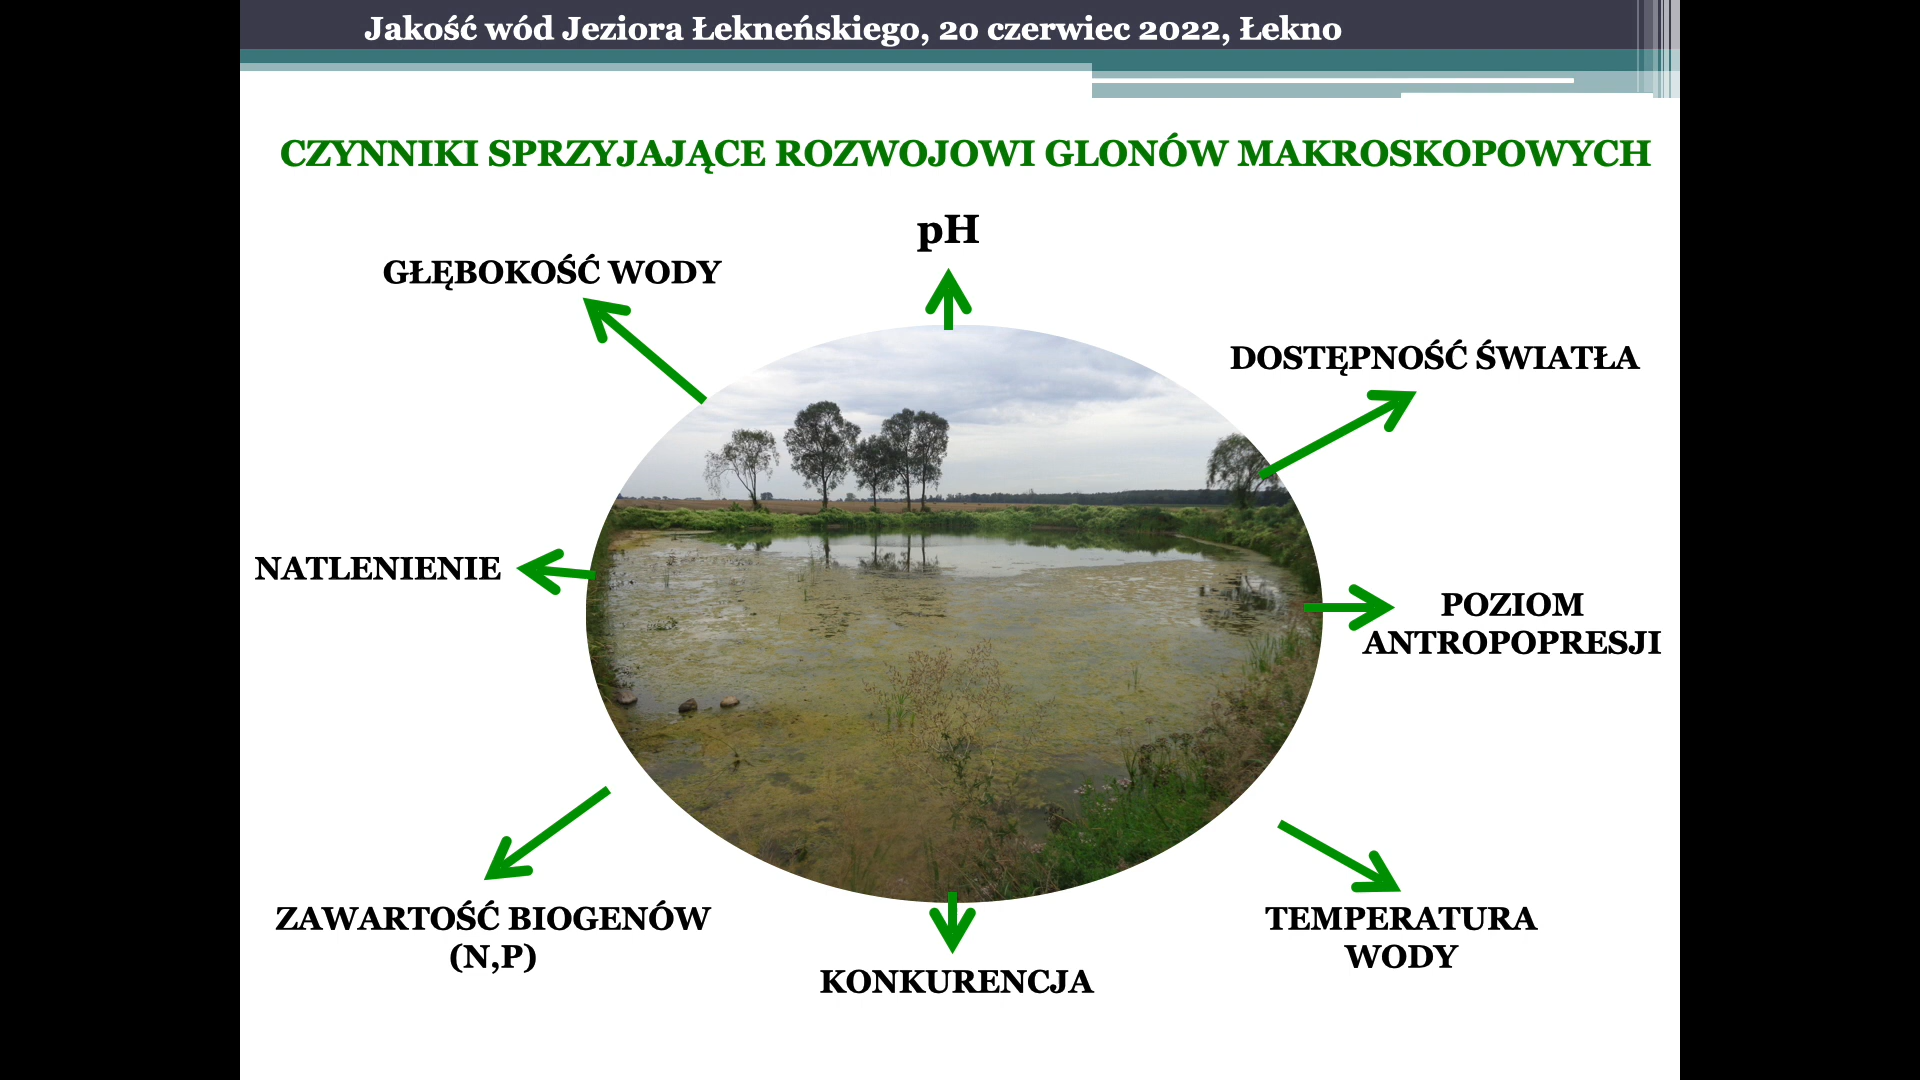 Jakość wód Jeziora Łekneńskiego, 20 czerwiec 2022, Łekno
CZYNNIKI SPRZYJAJĄCE ROZWOJOWI GLONÓW MAKROSKOPOWYCH
pH
GŁĘBOKOŚĆ WODY
DOSTĘPNOŚĆ ŚWIATŁA
NATLENIENIE
POZIOM
ANTROPOPRESJI
ZAWARTOŚĆ BIOGENÓW
(N,P)
TEMPERATURA
WODY
KONKURENCJA